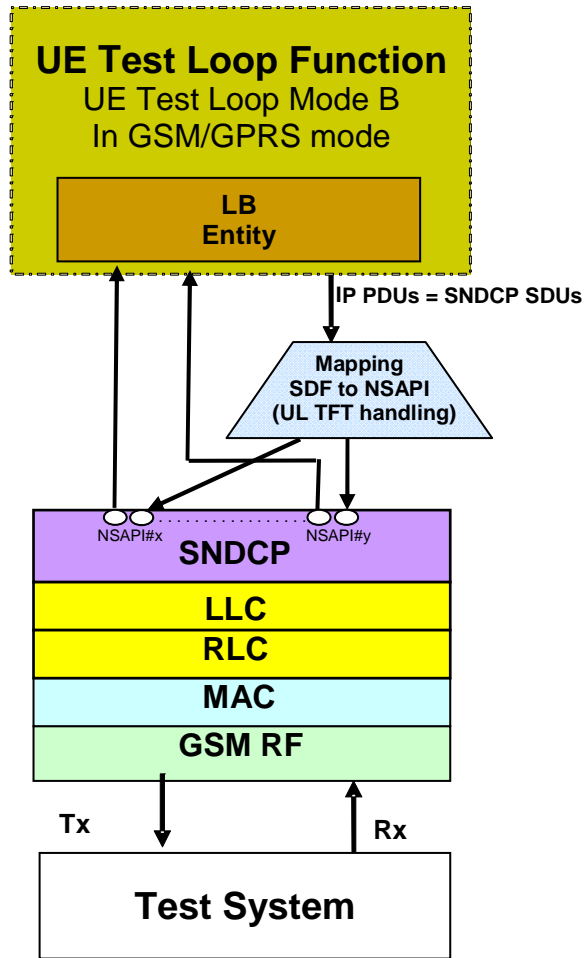 UE Test Loop Function
UE Test Loop Mode B
In GSM/GPRS mode
LB
Entity
IP PDUs = SNDCP SDUs
Mapping
SDF to NSAPI
(UL TFT handling)
NSAPI#x
NSAPI#y
SNDCP
LLC
RLC
MAC
GSM RF
Tx
Rx
Test System